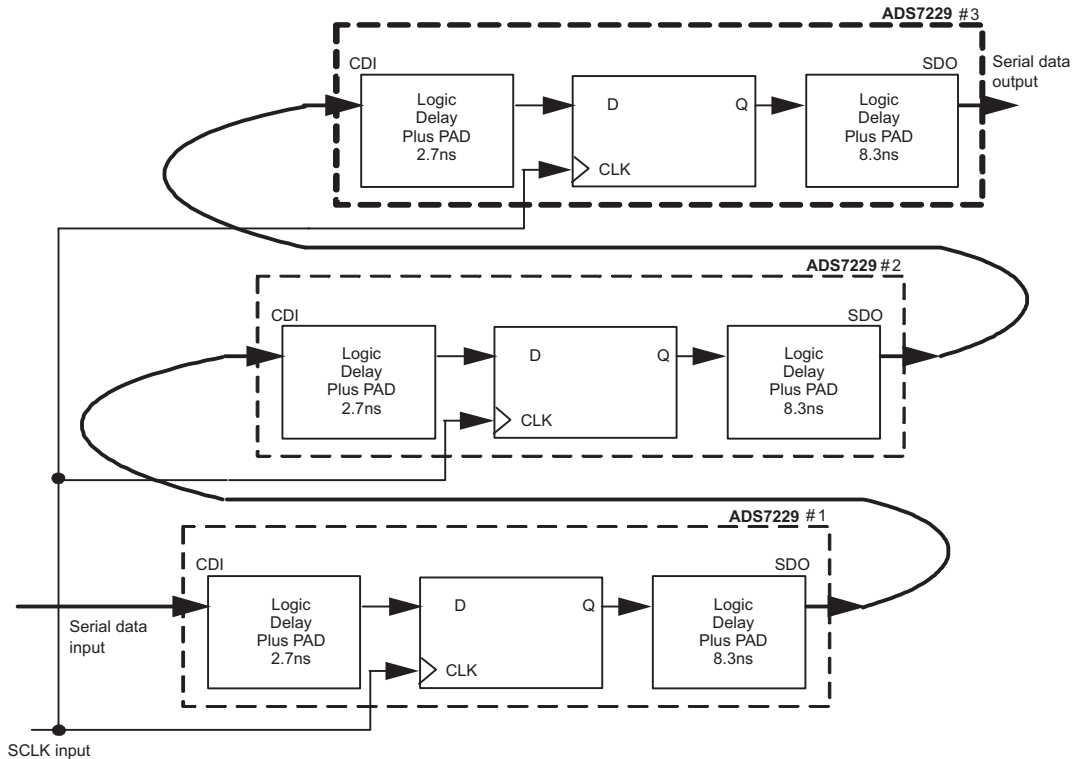 ADS7229 #3
CDI
SDO
Serial data
output
Logic
Delay
Plus PAD
2.7ns
D
Q
CLK
Logic
Delay
Plus PAD
8.3ns
ADS7229 #2
CDI
SDO
Logic
Delay
Plus PAD
2.7ns
D
Q
CLK
Logic
Delay
Plus PAD
8.3ns
ADS7229 #1
CDI
SDO
Serial data
input
Logic
Delay
Plus PAD
2.7ns
D
Q
CLK
Logic
Delay
Plus PAD
8.3ns
SCLK input